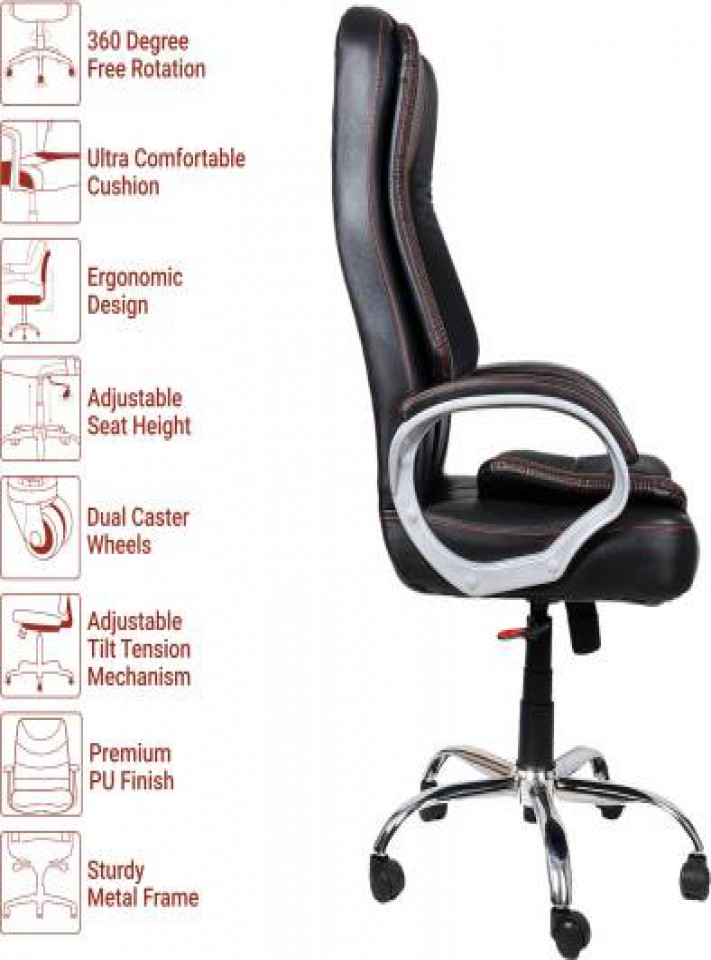 360 Degree
Free Rotation
Ultra Comfortable
Cushion
Ergonomic
Design
Adjustable
Seat Height
Dual Caster
Wheels
Adjustable
Tilt Tension
Mechanism
Premium
PU Finish
Sturdy
Metal Frame